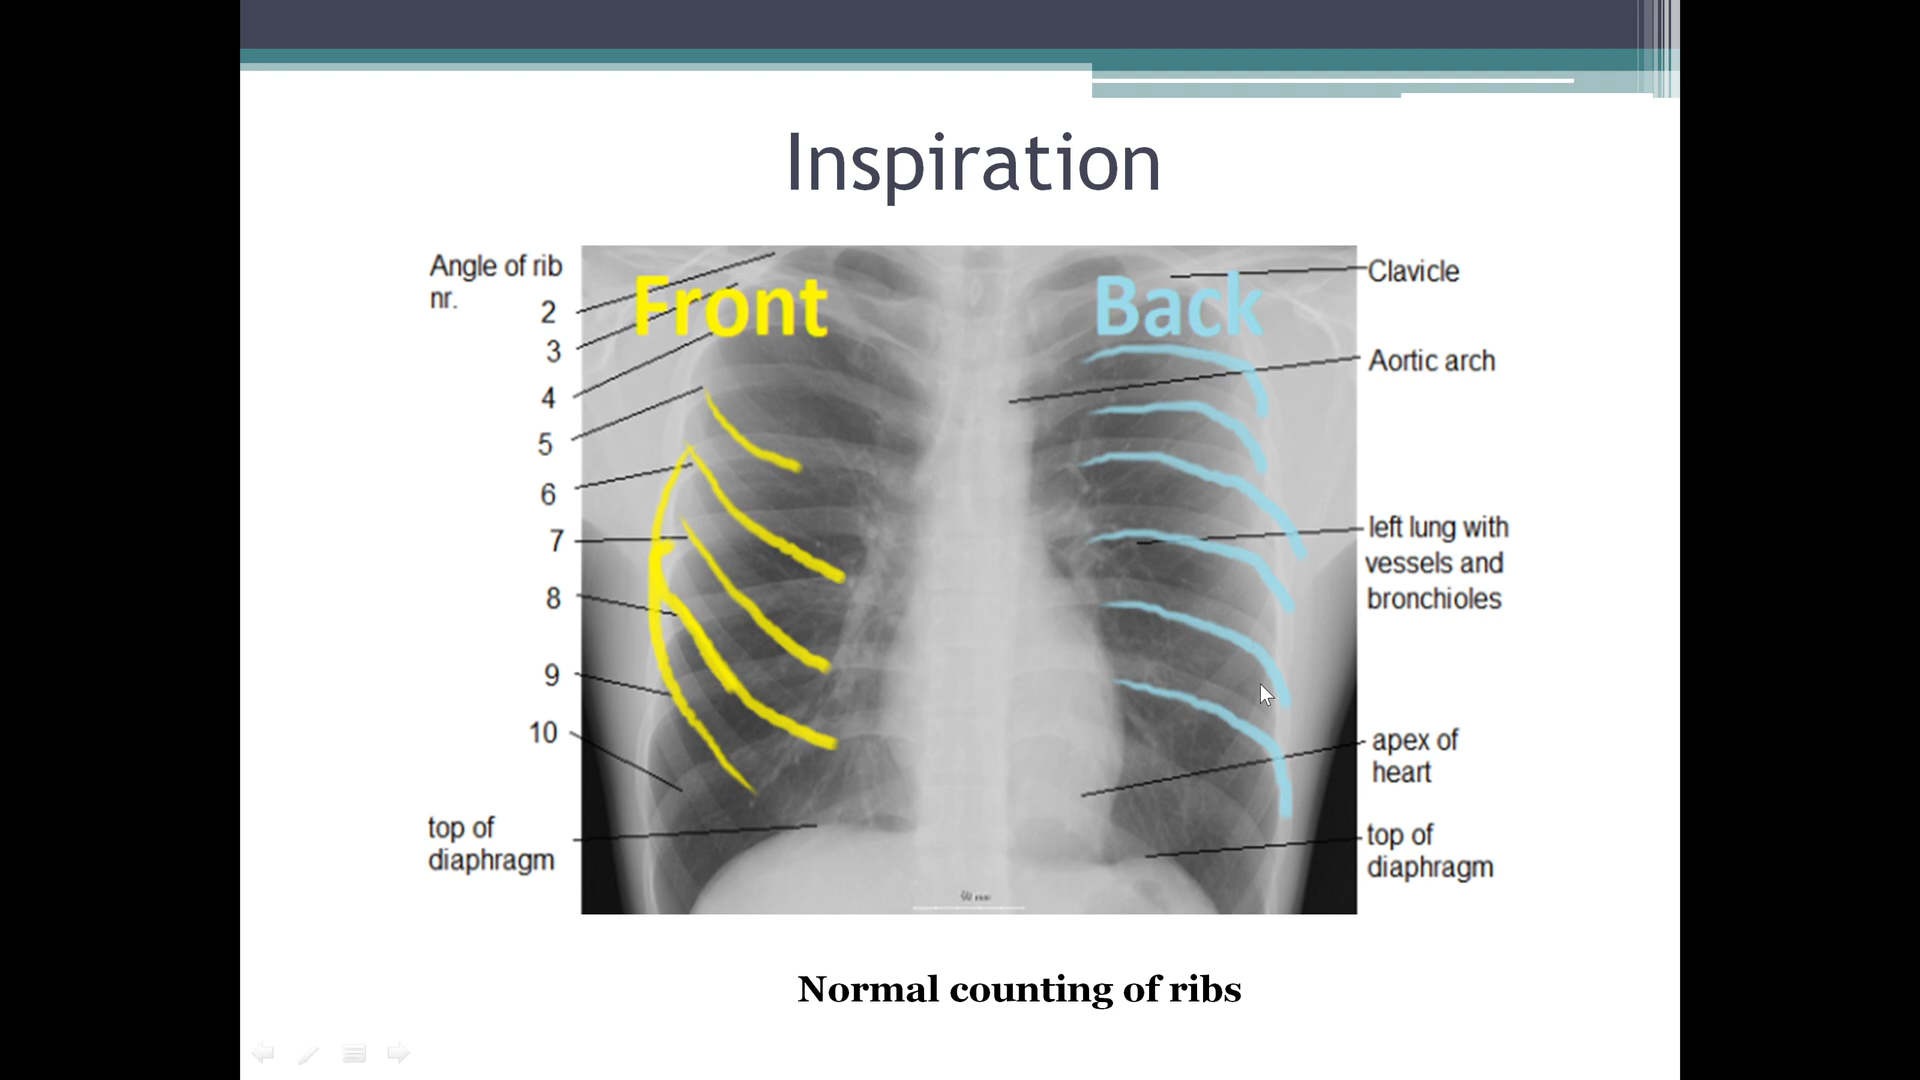 Inspiration
Angle of rib
nr.
2
3
4
5
6
7
8
9
10
top of
diaphragm
Front
Back
Clavicle
Aortic arch
left lung with
vessels and
bronchioles
apex of
heart
top of
diaphragm
Normal counting of ribs